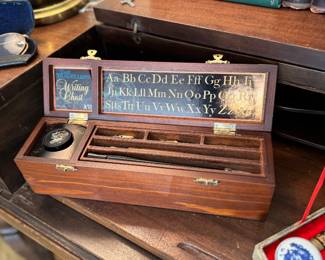 Writing
Chest
Aa Bb Cc Dd Ee Ff Gg Hh Ii
Jj Kk Ll Mm Nn Oo Pp Qq Rr
Ss Tt Uu Vv Ww Xx Yy Zz